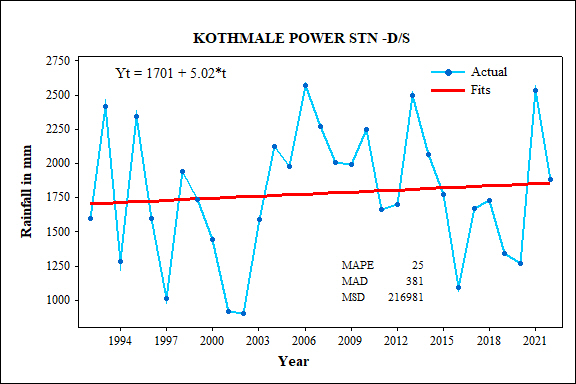 KOTHMALE POWER STN -D/S
Yt = 1701 + 5.02*t
Actual
Fits
2750
2500
2250
2000
1750
1500
1250
1000
Rainfall in mm
MAPE 25
MAD 381
MSD 216981
1994 1997 2000 2003 2006 2009 2012 2015 2018 2021
Year